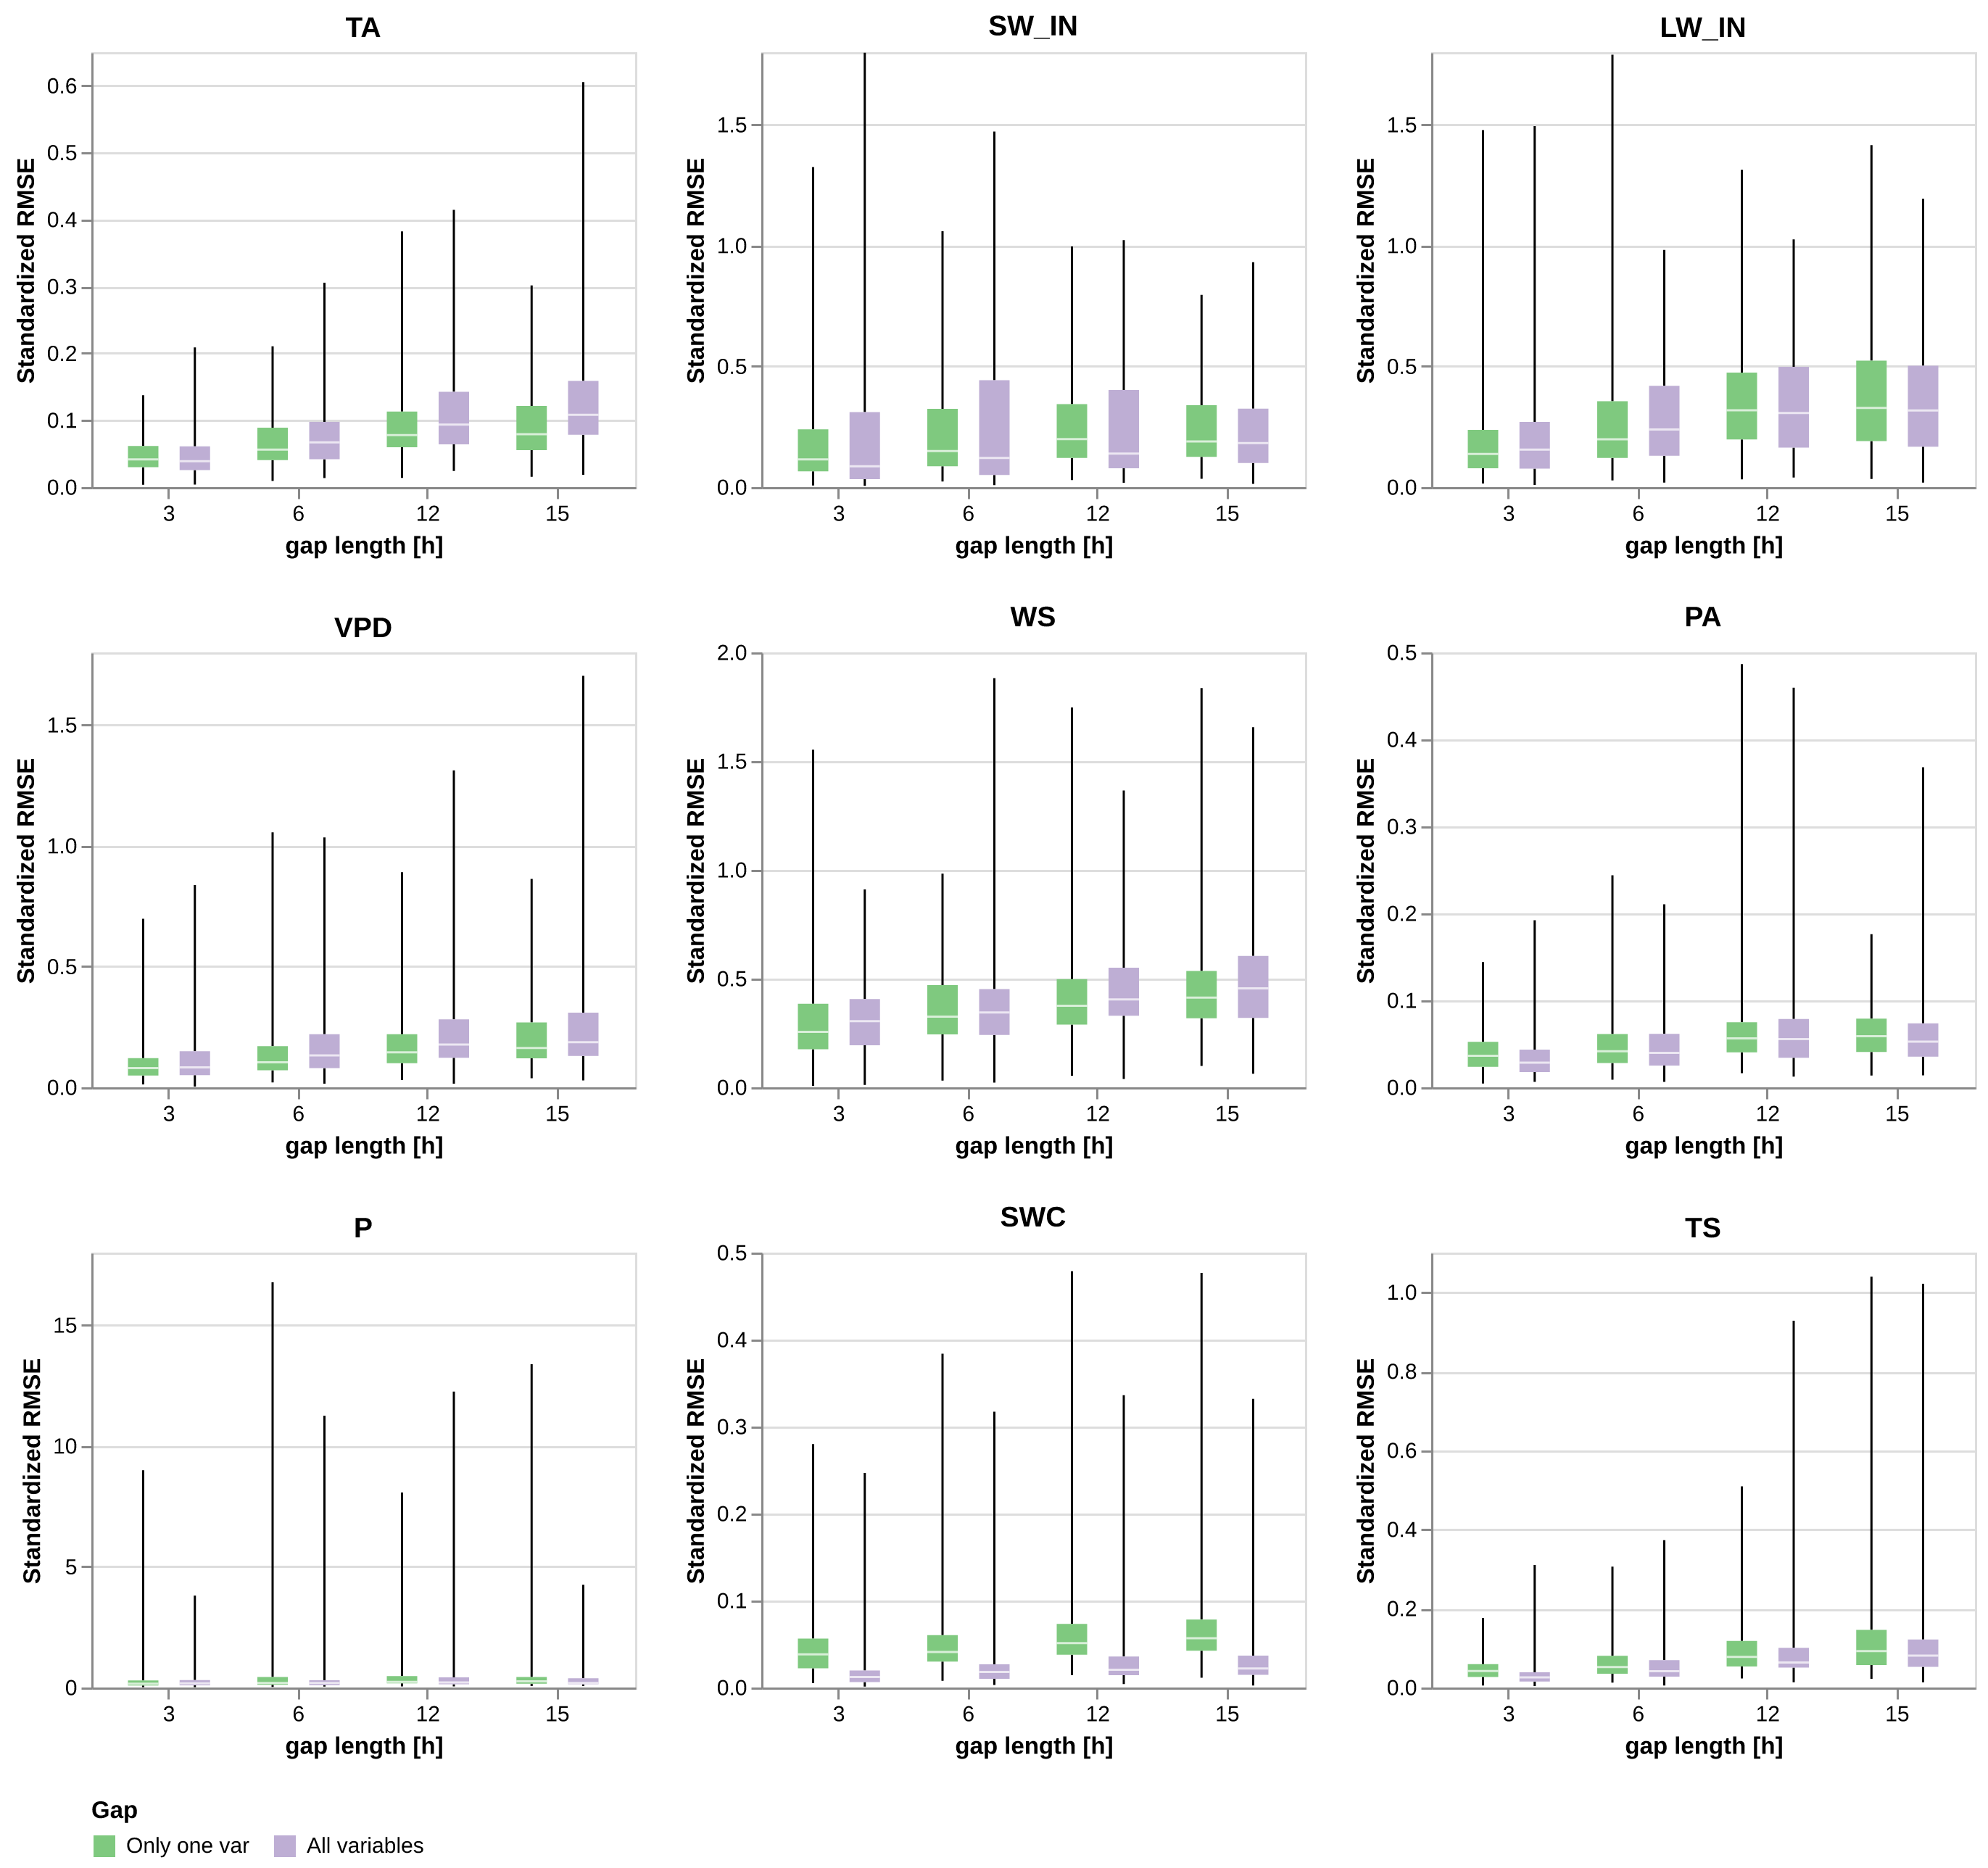 TA
SW_IN
LW_IN
Standardized RMSE
0.6
0.5
0.4
0.3
0.2
0.1
0.0
3 6 12 15
gap length [h]
Standardized RMSE
1.5
1.0
0.5
0.0
3 6 12 15
gap length [h]
Standardized RMSE
1.5
1.0
0.5
0.0
3 6 12 15
gap length [h]
VPD
WS
PA
Standardized RMSE
1.5
1.0
0.5
0.0
3 6 12 15
gap length [h]
Standardized RMSE
2.0
1.5
1.0
0.5
0.0
3 6 12 15
gap length [h]
Standardized RMSE
0.5
0.4
0.3
0.2
0.1
0.0
3 6 12 15
gap length [h]
P
SWC
TS
Standardized RMSE
15
10
5
0
3 6 12 15
gap length [h]
Standardized RMSE
0.5
0.4
0.3
0.2
0.1
0.0
3 6 12 15
gap length [h]
Standardized RMSE
1.0
0.8
0.6
0.4
0.2
0.0
3 6 12 15
gap length [h]
Gap
Only one var All variables